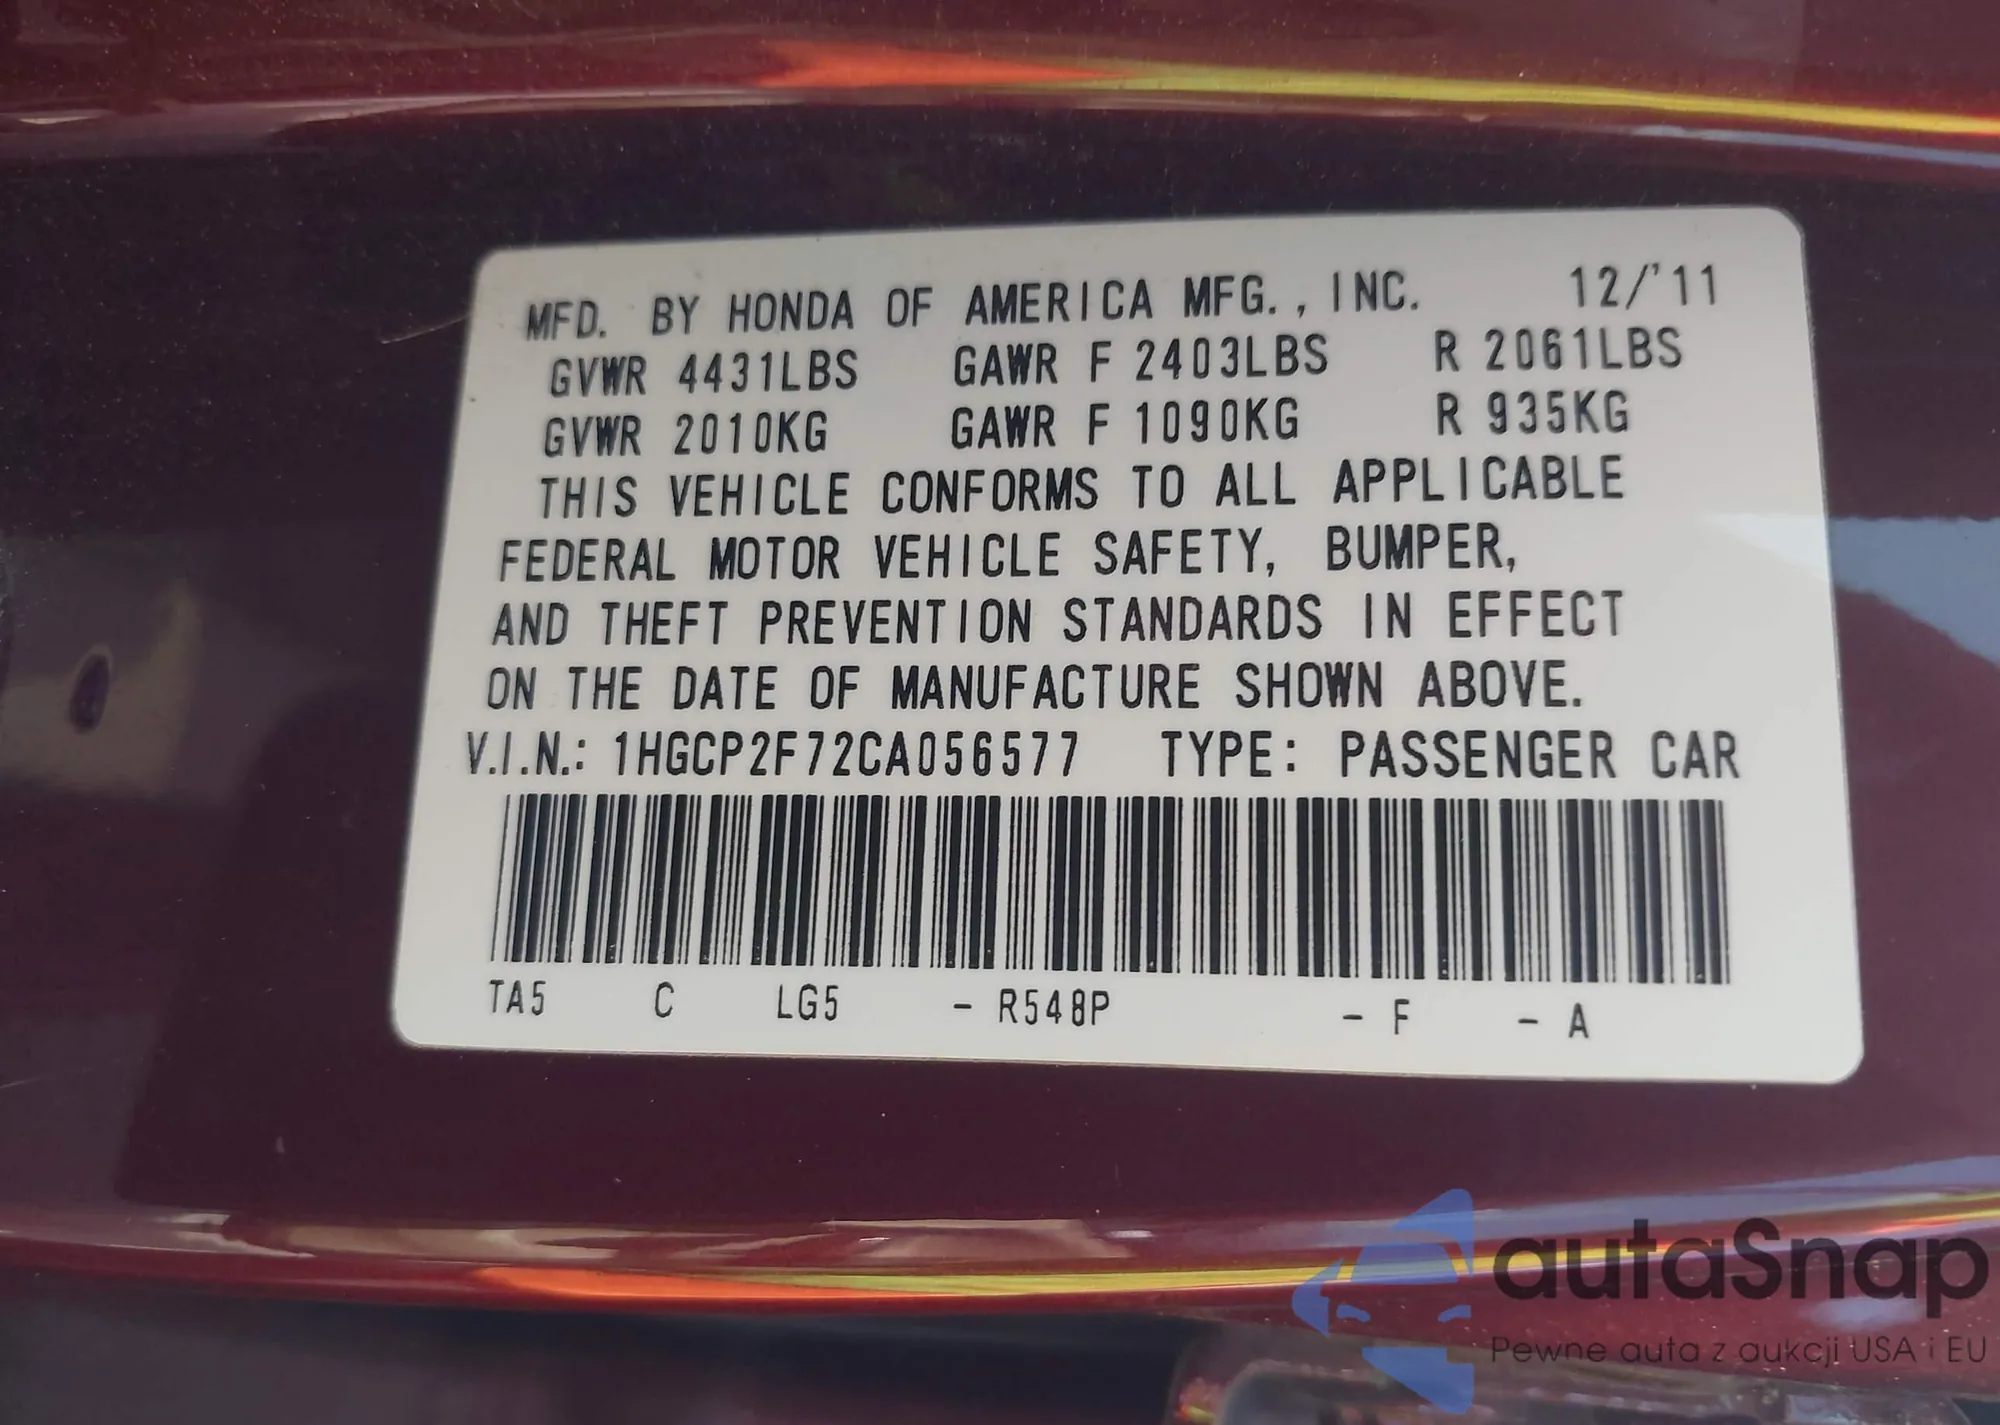 MFD. BY HONDA OF AMERICA MFG., INC. 12/'11
GVWR 4431LBS GAWR F 2403LBS R 2061LBS
GVWR 2010KG GAWR F 1090KG R 935KG
THIS VEHICLE CONFORMS TO ALL APPLICABLE
FEDERAL MOTOR VEHICLE SAFETY, BUMPER,
AND THEFT PREVENTION STANDARDS IN EFFECT
ON THE DATE OF MANUFACTURE SHOWN ABOVE.
V.I.N.: 1HGCP2F72CA056577 TYPE: PASSENGER CAR
TA5 C LG5 - R548P - F - A
autaSnap
Pewne auta z aukcji USA i EU